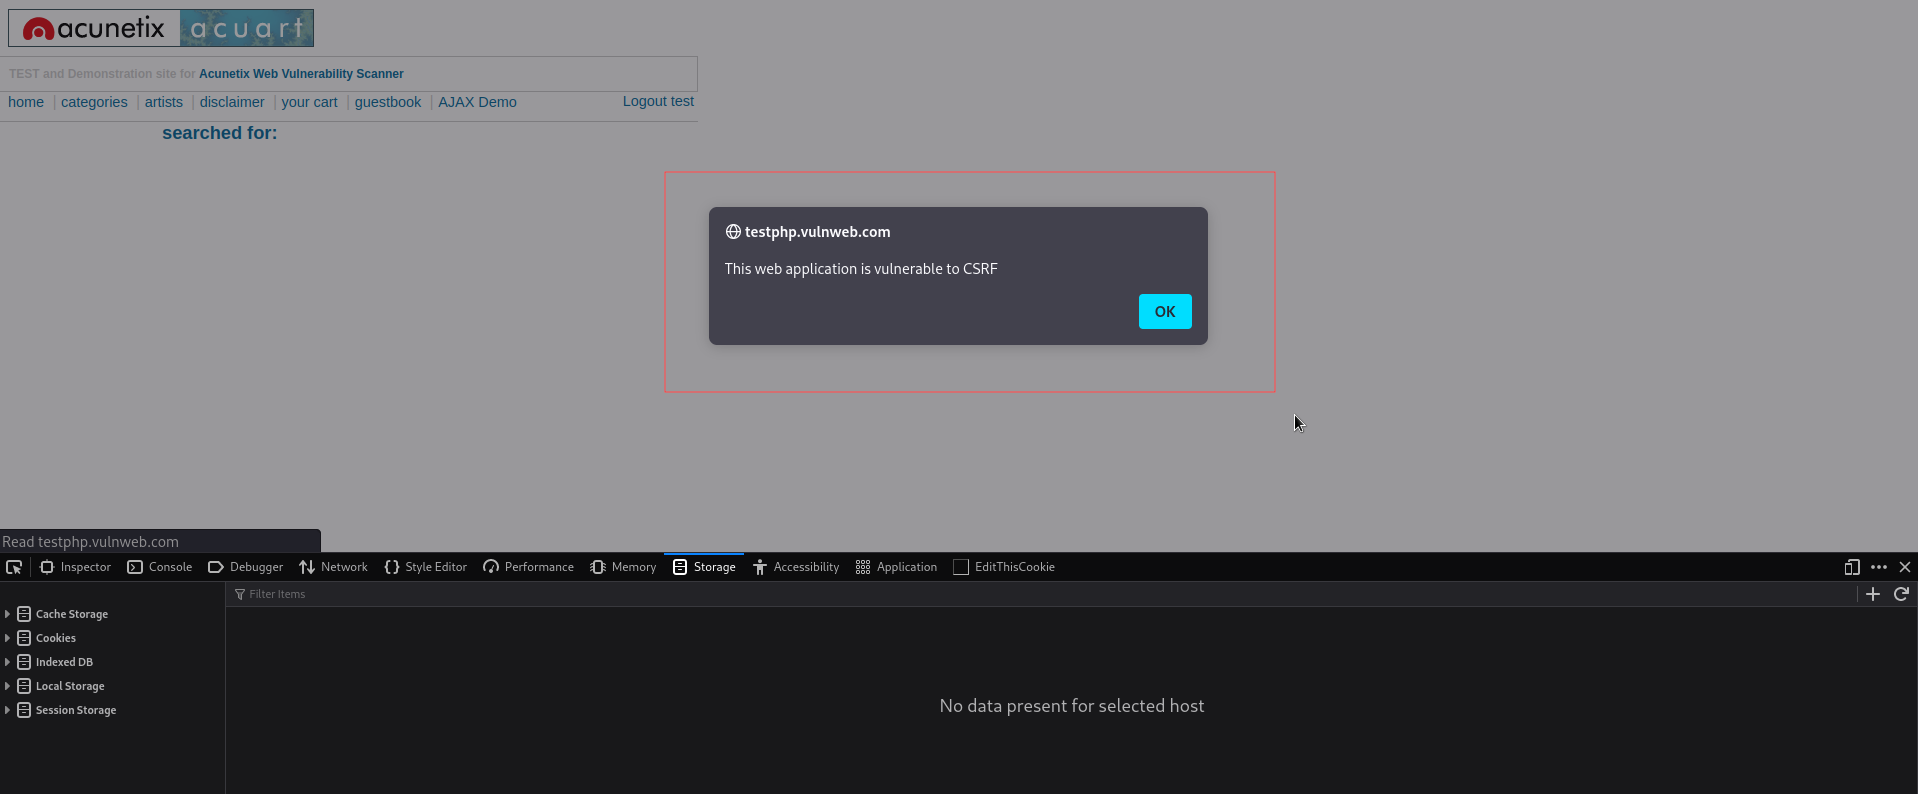 acunetix acuart
TEST and Demonstration site for Acunetix Web Vulnerability Scanner
home | categories | artists | disclaimer | your cart | guestbook | AJAX Demo Logout test
searched for:
testphp.vulnweb.com
This web application is vulnerable to CSRF
OK
Read testphp.vulnweb.com
Inspector Console Debugger Network Style Editor Performance Memory Storage Accessibility Application EditThisCookie
Filter Items
Cache Storage
Cookies
Indexed DB
Local Storage
Session Storage
No data present for selected host